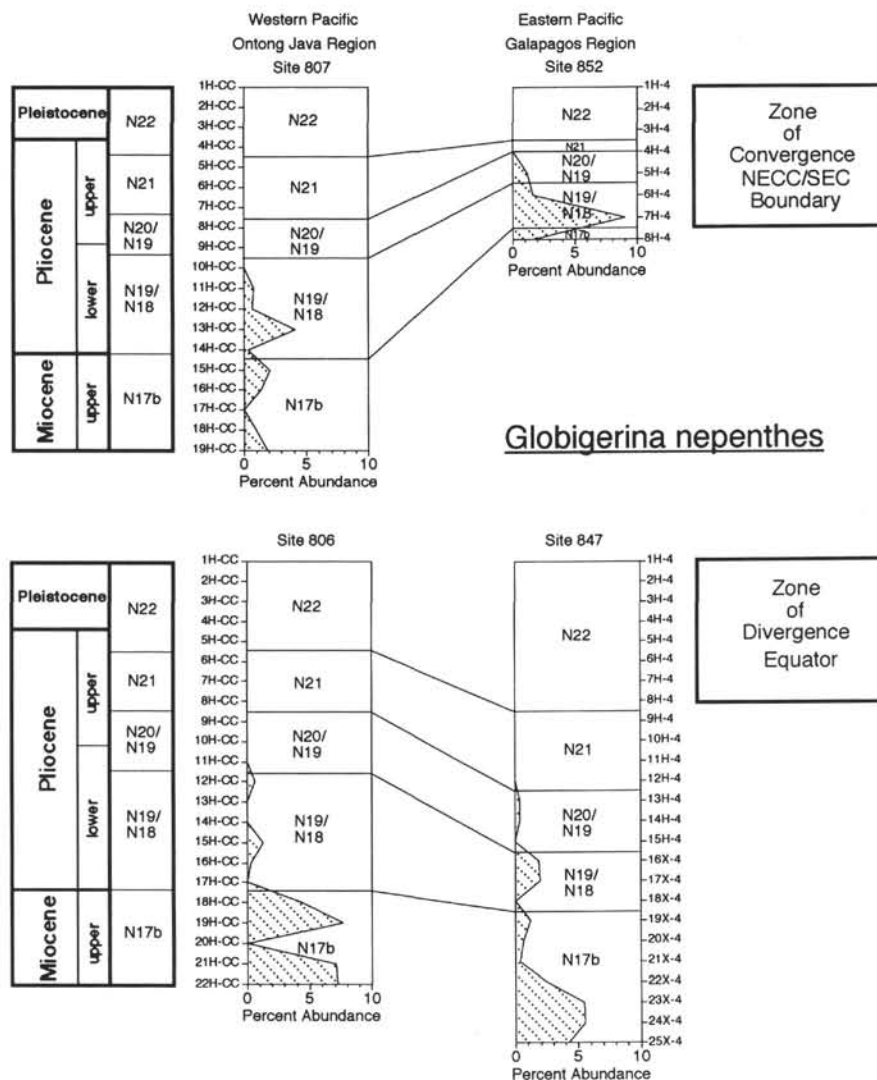 Western Pacific
Ontong Java Region
Site 807
Eastern Pacific
Galapagos Region
Site 852
Pleistocene
Pliocene
upper
lower
Miocene
upper
N22
N21
N20/
N19
N19/
N18
N17b
1H-CC
2H-CC
3H-CC
4H-CC
5H-CC
6H-CC
7H-CC
8H-CC
9H-CC
10H-CC
11H-CC
12H-CC
13H-CC
14H-CC
15H-CC
16H-CC
17H-CC
18H-CC
19H-CC
N22
N21
N20/
N19
N19/
N18
N17b
0 5 10
Percent Abundance
N22
N21
N20/
N19
N19/
N18
N17b
1H-4
2H-4
3H-4
4H-4
5H-4
6H-4
7H-4
8H-4
0 5 10
Percent Abundance
Zone
of
Convergence
NECC/SEC
Boundary
Globigerina nepenthes
Site 806
Site 847
Pleistocene
Pliocene
upper
lower
Miocene
upper
N22
N21
N20/
N19
N19/
N18
N17b
1H-CC
2H-CC
3H-CC
4H-CC
5H-CC
6H-CC
7H-CC
8H-CC
9H-CC
10H-CC
11H-CC
12H-CC
13H-CC
14H-CC
15H-CC
16H-CC
17H-CC
18H-CC
19H-CC
20H-CC
21H-CC
22H-CC
N22
N21
N20/
N19
N19/
N18
N17b
0 5 10
Percent Abundance
N22
N21
N20/
N19
N19/
N18
N17b
1H-4
2H-4
3H-4
4H-4
5H-4
6H-4
7H-4
8H-4
9H-4
10H-4
11H-4
12H-4
13H-4
14H-4
15H-4
16X-4
17X-4
18X-4
19X-4
20X-4
21X-4
22X-4
23X-4
24X-4
25X-4
0 5 10
Percent Abundance
Zone
of
Divergence
Equator